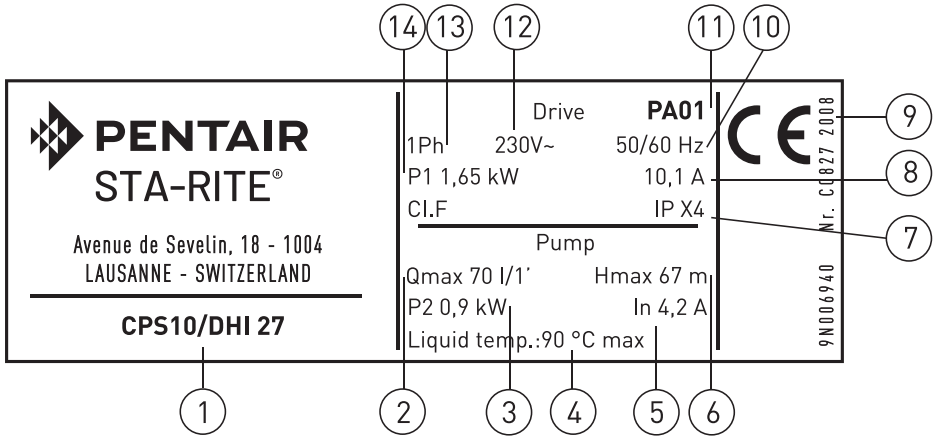 14 13 12 11 10
PENTAIR
STA-RITE®
Avenue de Sevelin, 18 - 1004
LAUSANNE - SWITZERLAND
CPS10/DHI 27
Drive PA01
1Ph 230V~ 50/60 Hz
P1 1,65 kW 10,1 A
CI.F IP X4
Pump
Qmax 70 l/1' Hmax 67 m
P2 0,9 kW In 4,2 A
Liquid temp.:90 °C max
CE
9N006940 Nr. C0827 2008
9
8
7
1 2 3 4 5 6